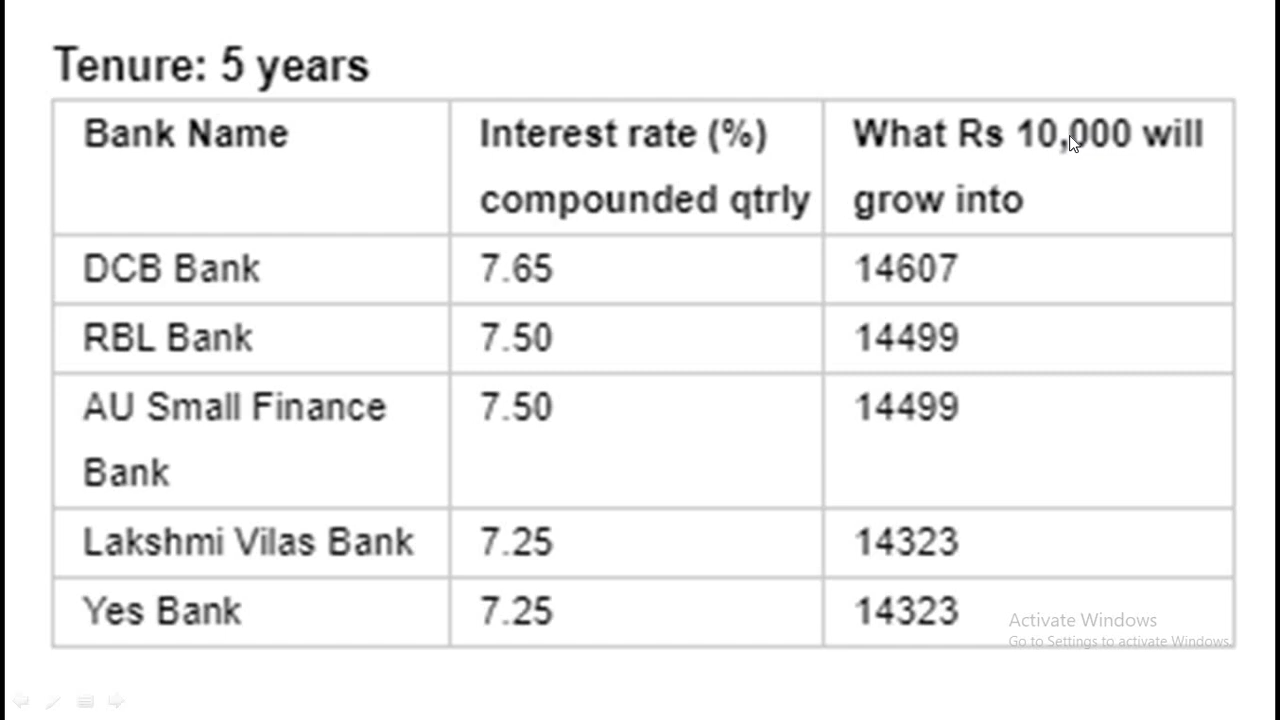 Tenure: 5 years
Bank Name
Interest rate (%)
compounded qtrly
What Rs 10,000 will
grow into
DCB Bank
7.65
14607
RBL Bank
7.50
14499
AU Small Finance
Bank
7.50
14499
Lakshmi Vilas Bank
7.25
14323
Yes Bank
7.25
14323
Activate Windows
Go to Settings to activate Windows.